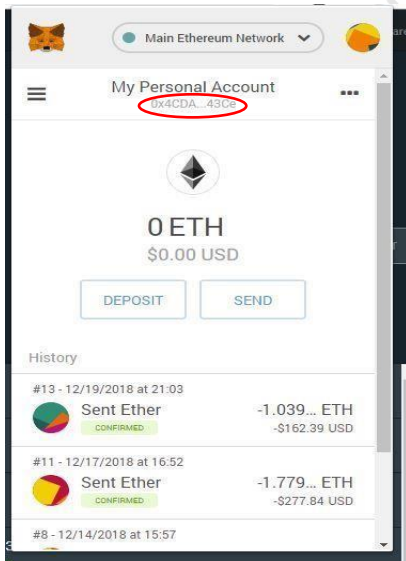 Main Ethereum Network
My Personal Account
0x4CDA...43Ce
0 ETH
$0.00 USD
DEPOSIT
SEND
History
#13 - 12/19/2018 at 21:03
Sent Ether
-1.039... ETH
CONFIRMED
-$162.39 USD
#11 - 12/17/2018 at 16:52
Sent Ether
-1.779... ETH
CONFIRMED
-$277.84 USD
#8 - 12/14/2018 at 15:57